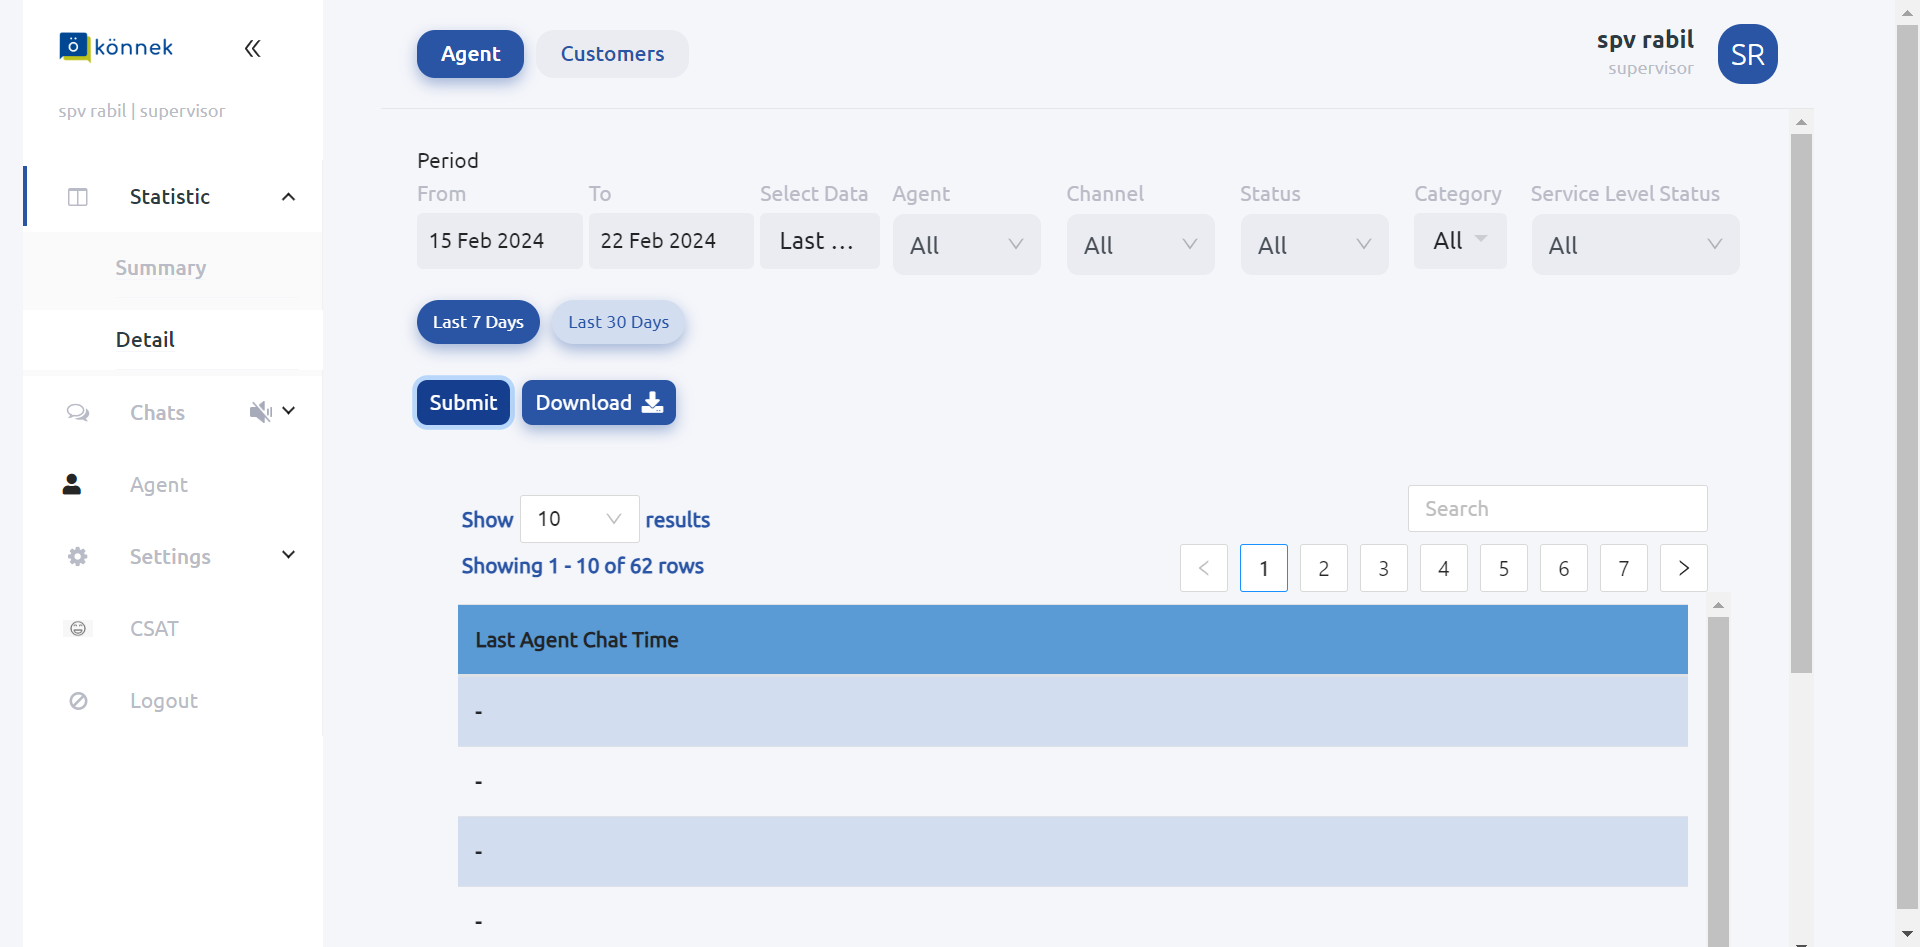 ö könnek
spv rabil | supervisor
Statistic
Summary
Detail
Chats
Agent
Settings
CSAT
Logout
Agent Customers
spv rabil
supervisor
SR
Period
From To Select Data Agent Channel Status Category Service Level Status
15 Feb 2024 22 Feb 2024 Last ... All All All All All
Last 7 Days Last 30 Days
Submit Download
Search
Show 10 results
Showing 1 - 10 of 62 rows
< 1 2 3 4 5 6 7 >
Last Agent Chat Time
-
-
-
-